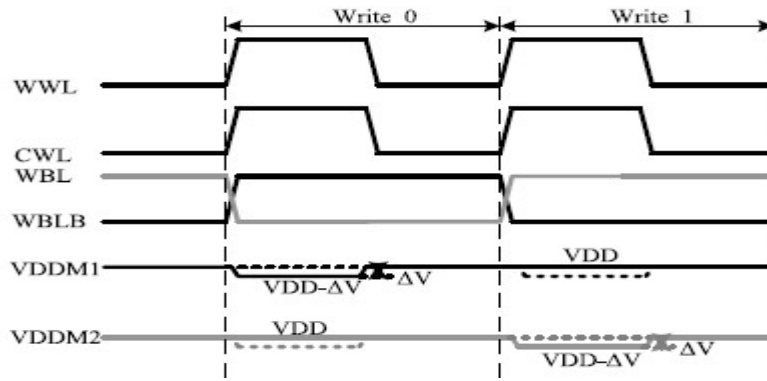 Write 0 Write 1
WWL
CWL
WBL
WBLB
VDDM1 VDD
VDD-ΔV ΔV
VDDM2 VDD
VDD-ΔV ΔV